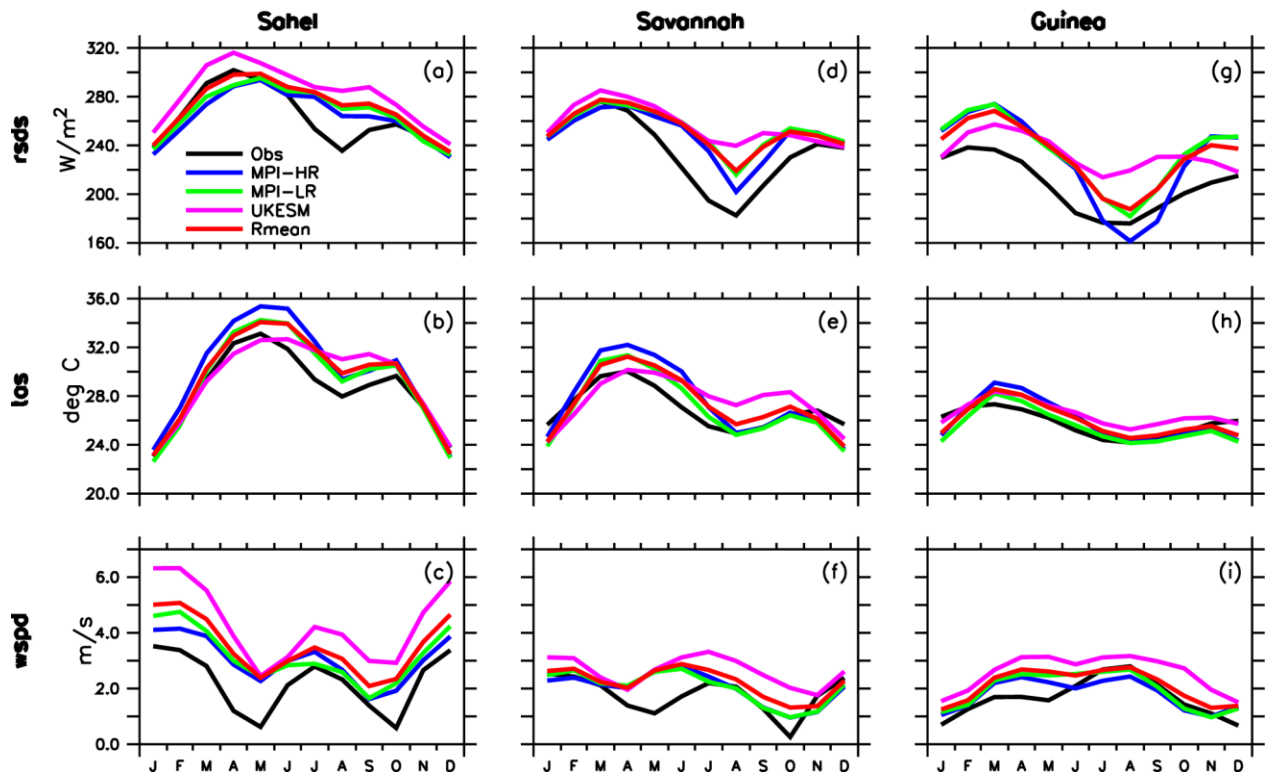 Sahel Savannah Guinea
rsds
W/m²
320.
280.
240.
200.
160.
(a) (d) (g)
Obs
MPI-HR
MPI-LR
UKESM
Rmean
tas
deg C
36.0
32.0
28.0
24.0
20.0
(b) (e) (h)
wspd
m/s
6.0
4.0
2.0
0.0
(c) (f) (i)
J F M A M J J A S O N D J F M A M J J A S O N D J F M A M J J A S O N D